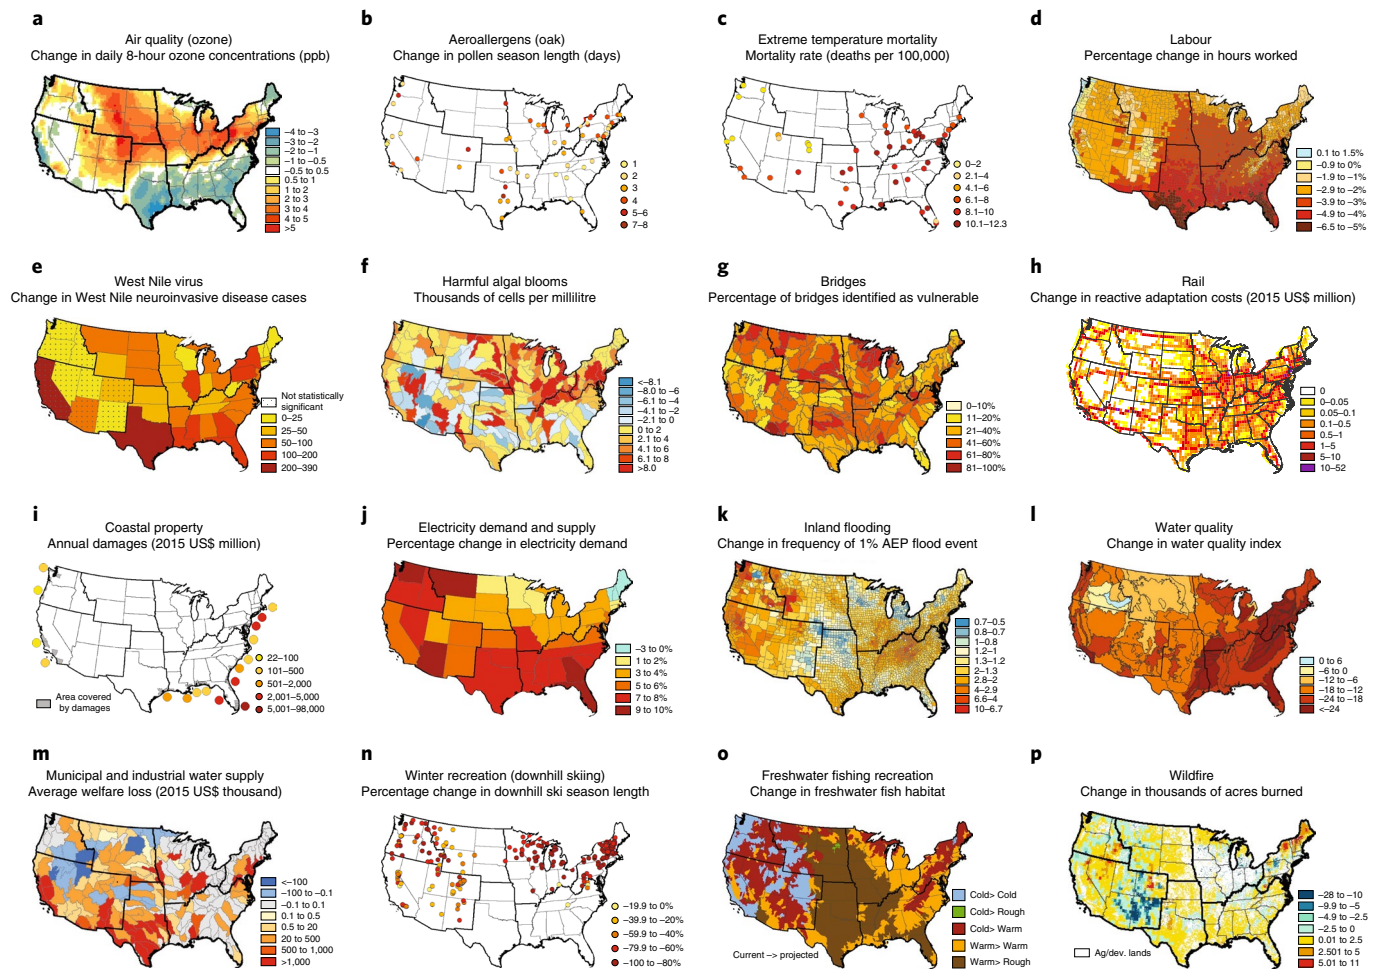 a
Air quality (ozone)
Change in daily 8-hour ozone concentrations (ppb)
–4 to –3
–3 to –2
–2 to –1
–1 to –0.5
–0.5 to 0.5
0.5 to 1
1 to 2
2 to 3
3 to 4
4 to 5
>5
b
Aeroallergens (oak)
Change in pollen season length (days)
1
2
3
4
5–6
7–8
c
Extreme temperature mortality
Mortality rate (deaths per 100,000)
0–2
2.1–4
4.1–6
6.1–8
8.1–10
10.1–12.3
d
Labour
Percentage change in hours worked
0.1 to 1.5%
–0.9 to 0%
–1.9 to –1%
–2.9 to –2%
–3.9 to –3%
–4.9 to –4%
–6.5 to –5%
e
West Nile virus
Change in West Nile neuroinvasive disease cases
Not statistically
significant
0–25
25–50
50–100
100–200
200–390
f
Harmful algal blooms
Thousands of cells per millilitre
<–8.1
–8.0 to –6
–6.1 to –4
–4.1 to –2
–2.1 to 0
0 to 2
2.1 to 4
4.1 to 6
6.1 to 8
>8.0
g
Bridges
Percentage of bridges identified as vulnerable
0–10%
11–20%
21–40%
41–60%
61–80%
81–100%
h
Rail
Change in reactive adaptation costs (2015 US$ million)
0
0–0.05
0.05–0.1
0.1–0.5
0.5–1
1–5
5–10
10–52
i
Coastal property
Annual damages (2015 US$ million)
22–100
101–500
501–2,000
2,001–5,000
5,001–98,000
Area covered
by damages
j
Electricity demand and supply
Percentage change in electricity demand
–3 to 0%
1 to 2%
3 to 4%
5 to 6%
7 to 8%
9 to 10%
k
Inland flooding
Change in frequency of 1% AEP flood event
0.7–0.5
0.8–0.7
1–0.8
1.2–1
1.3–1.2
2–1.3
2.8–2
4–2.9
6.6–4
10–6.7
l
Water quality
Change in water quality index
0 to 6
–6 to 0
–12 to –6
–18 to –12
–24 to –18
<–24
m
Municipal and industrial water supply
Average welfare loss (2015 US$ thousand)
<–100
–100 to –0.1
–0.1 to 0.1
0.1 to 0.5
0.5 to 20
20 to 500
500 to 1,000
>1,000
n
Winter recreation (downhill skiing)
Percentage change in downhill ski season length
–19.9 to 0%
–39.9 to –20%
–59.9 to –40%
–79.9 to –60%
–100 to –80%
o
Freshwater fishing recreation
Change in freshwater fish habitat
Cold> Cold
Cold> Rough
Cold> Warm
Warm> Warm
Warm> Rough
Current –> projected
p
Wildfire
Change in thousands of acres burned
–28 to –10
–9.9 to –5
–4.9 to –2.5
–2.5 to 0
0.01 to 2.5
2.501 to 5
5.01 to 11
Ag/dev. lands